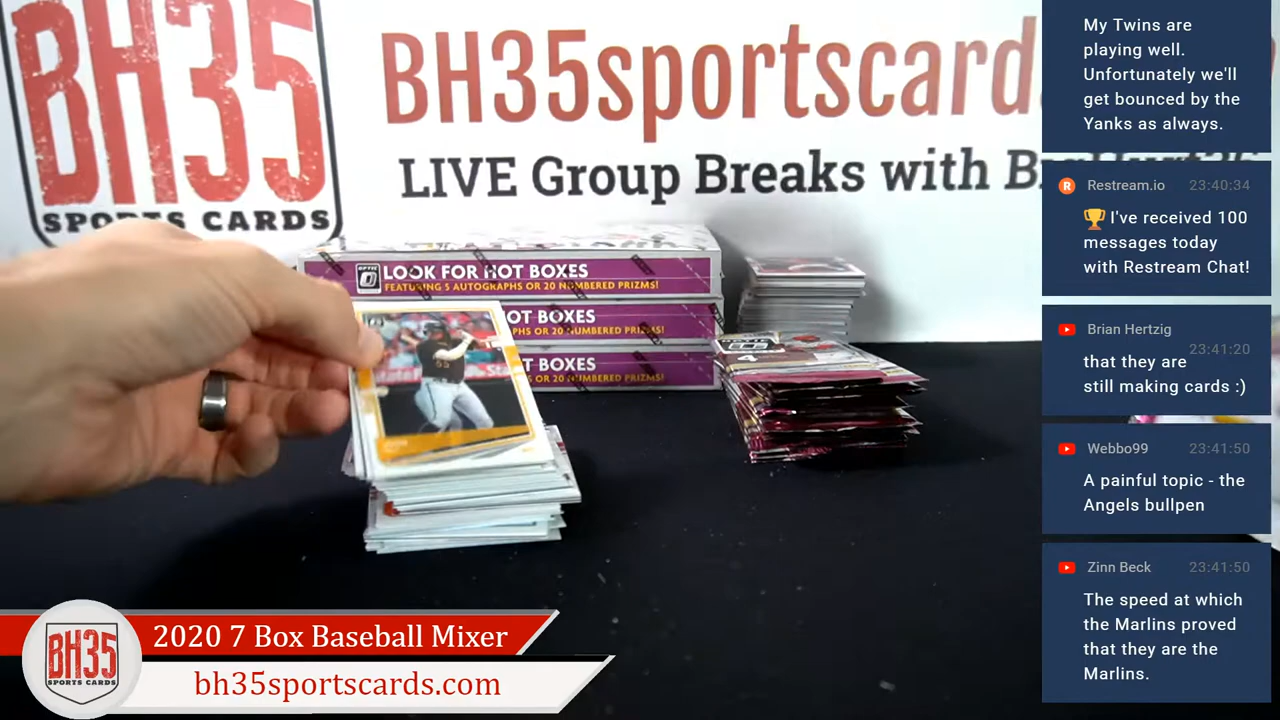 BH35
SPORTS CARDS
BH35sportscard
LIVE Group Breaks with
LOOK FOR HOT BOXES
FEATURING 5 AUTOGRAPHS OR 20 NUMBERED PRIZMS!
OT BOXES
PHS OR 20 NUMBERED PRIZMS!
T BOXES
S OR 20 NUMBERED PRIZMS!
OPTIC
4
55
My Twins are
playing well.
Unfortunately we'll
get bounced by the
Yanks as always.
Restream.io 23:40:34
🏆 I've received 100
messages today
with Restream Chat!
Brian Hertzig
23:41:20
that they are
still making cards :)
Webbo99 23:41:50
A painful topic - the
Angels bullpen
Zinn Beck 23:41:50
The speed at which
the Marlins proved
that they are the
Marlins.
BH35
SPORTS CARDS
2020 7 Box Baseball Mixer
bh35sportscards.com